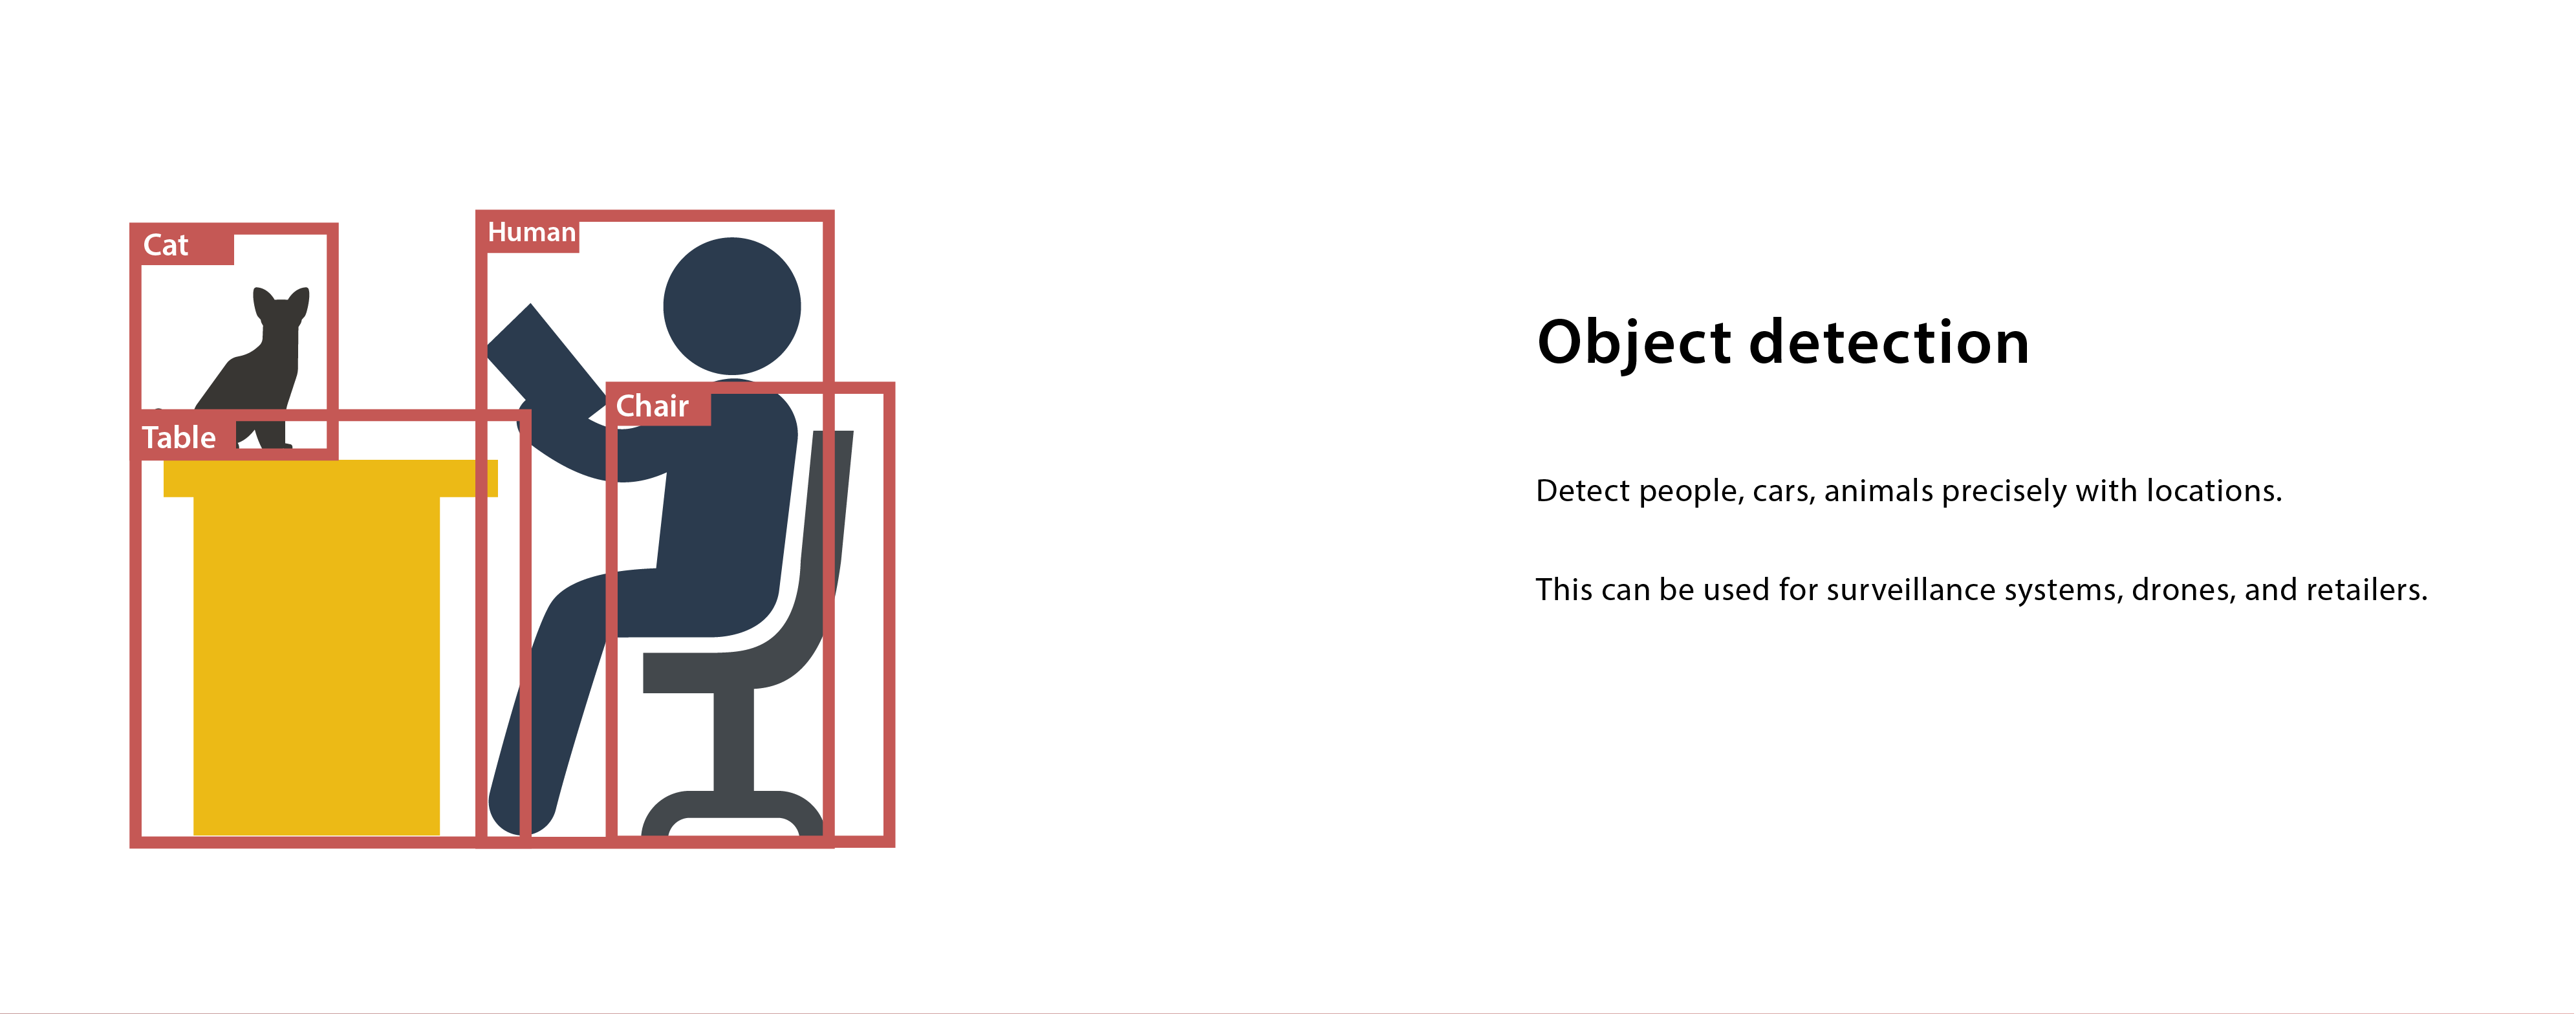 Cat
Human
Chair
Table
Object detection
Detect people, cars, animals precisely with locations.
This can be used for surveillance systems, drones, and retailers.